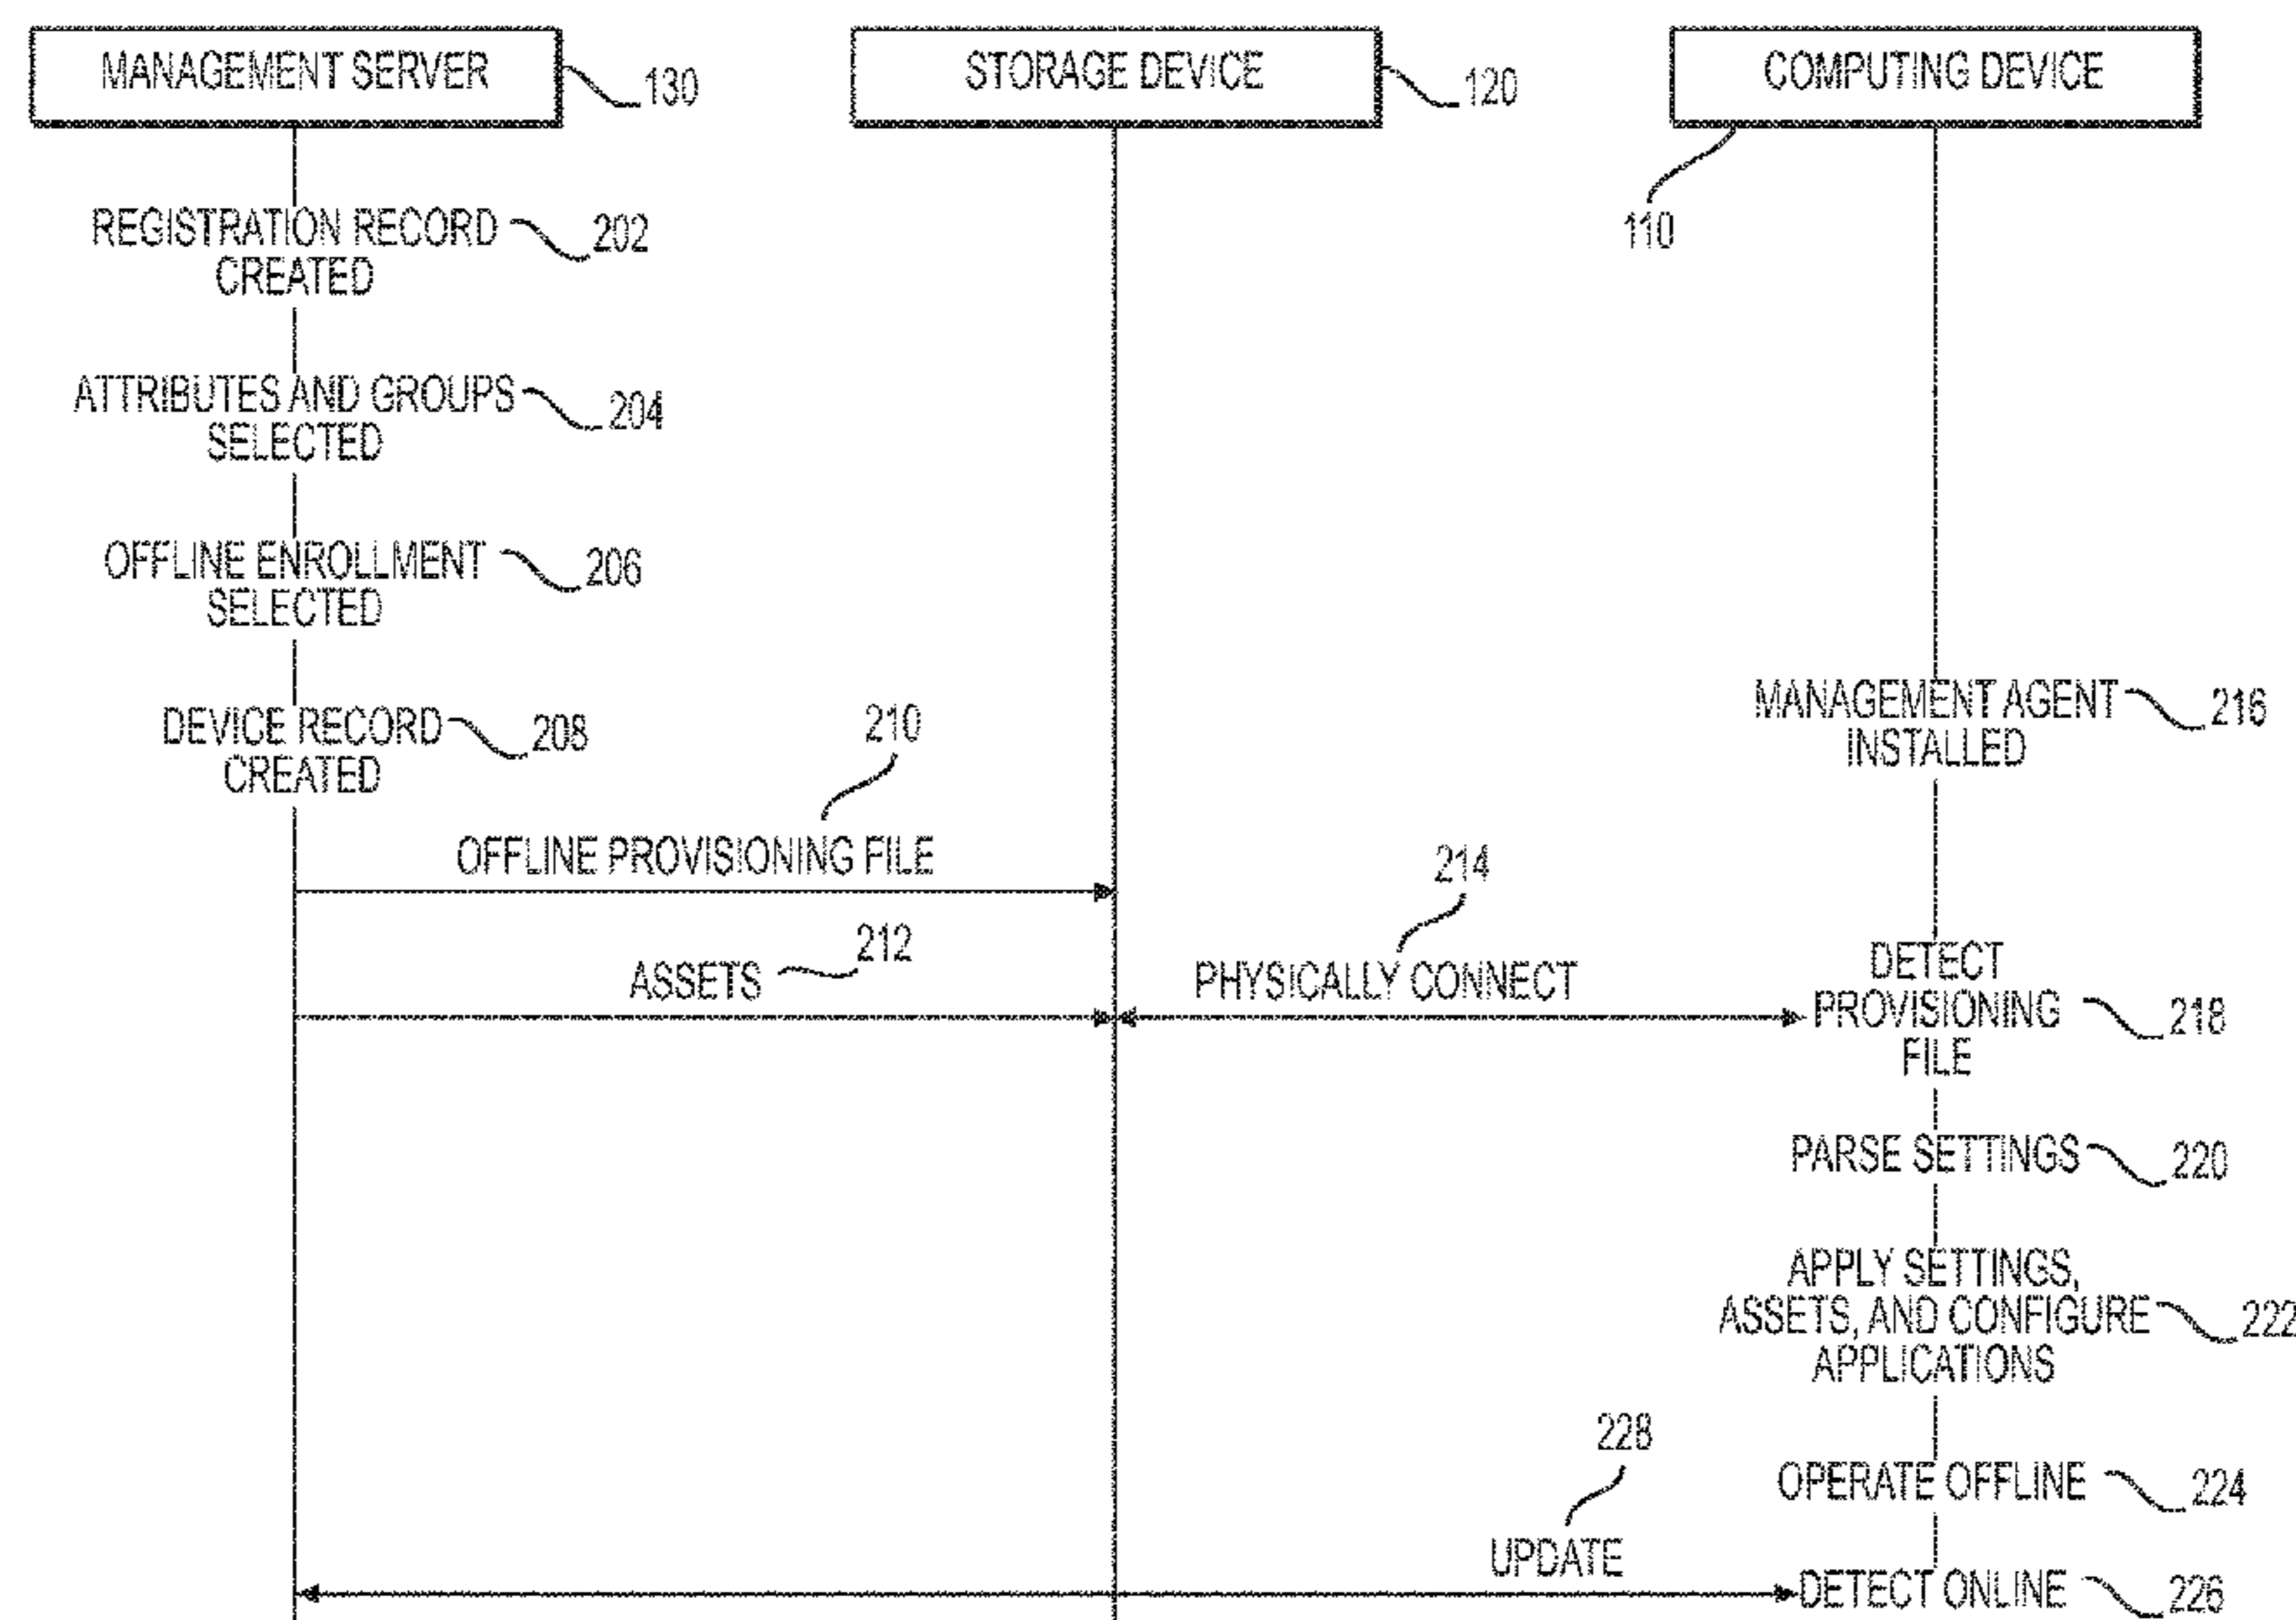 MANAGEMENT SERVER
130
STORAGE DEVICE
120
COMPUTING DEVICE
110
REGISTRATION RECORD
CREATED
202
ATTRIBUTES AND GROUPS
SELECTED
204
OFFLINE ENROLLMENT
SELECTED
206
DEVICE RECORD
CREATED
208
210
OFFLINE PROVISIONING FILE
MANAGEMENT AGENT
INSTALLED
216
ASSETS
212
214
PHYSICALLY CONNECT
DETECT
PROVISIONING
FILE
218
PARSE SETTINGS
220
APPLY SETTINGS,
ASSETS, AND CONFIGURE
APPLICATIONS
222
OPERATE OFFLINE
224
228
UPDATE
DETECT ONLINE
226